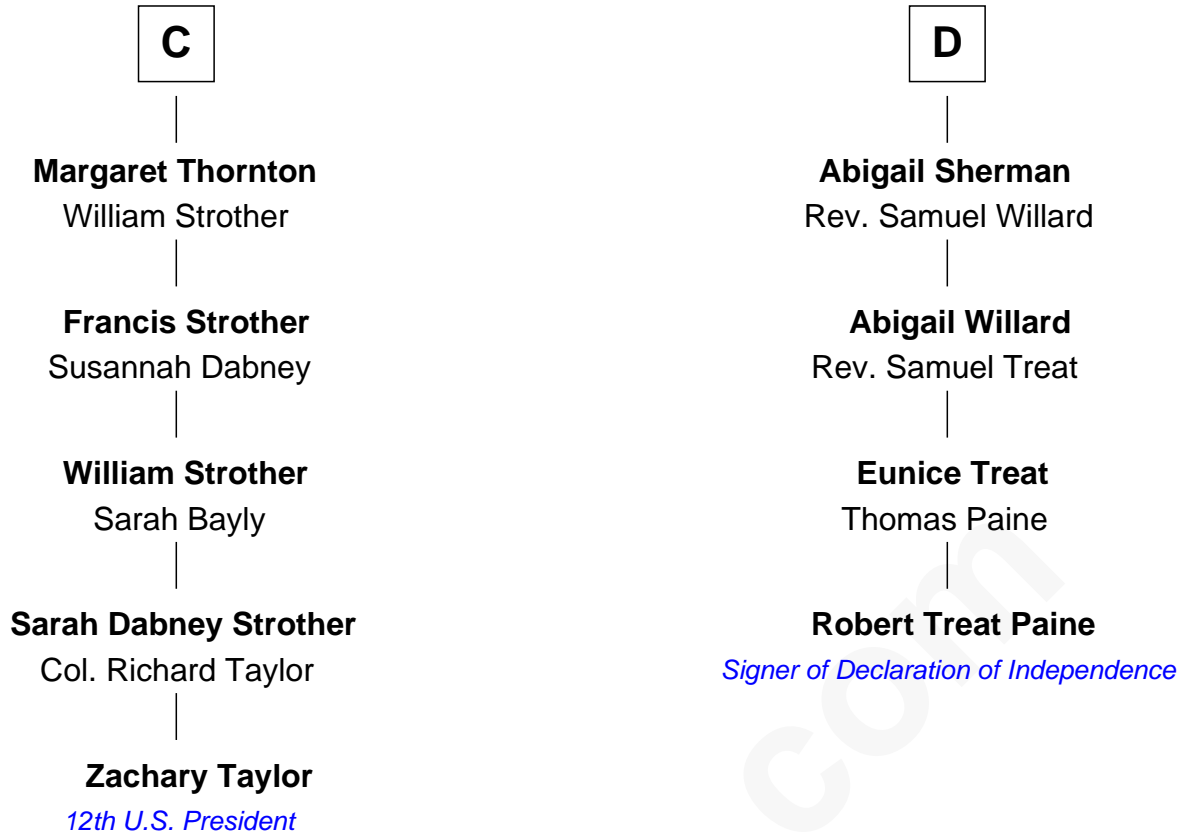 C
Margaret Thornton
William Strother
Francis Strother
Susannah Dabney
William Strother
Sarah Bayly
Sarah Dabney Strother
Col. Richard Taylor
Zachary Taylor
12th U.S. President
D
Abigail Sherman
Rev. Samuel Willard
Abigail Willard
Rev. Samuel Treat
Eunice Treat
Thomas Paine
Robert Treat Paine
Signer of Declaration of Independence
com